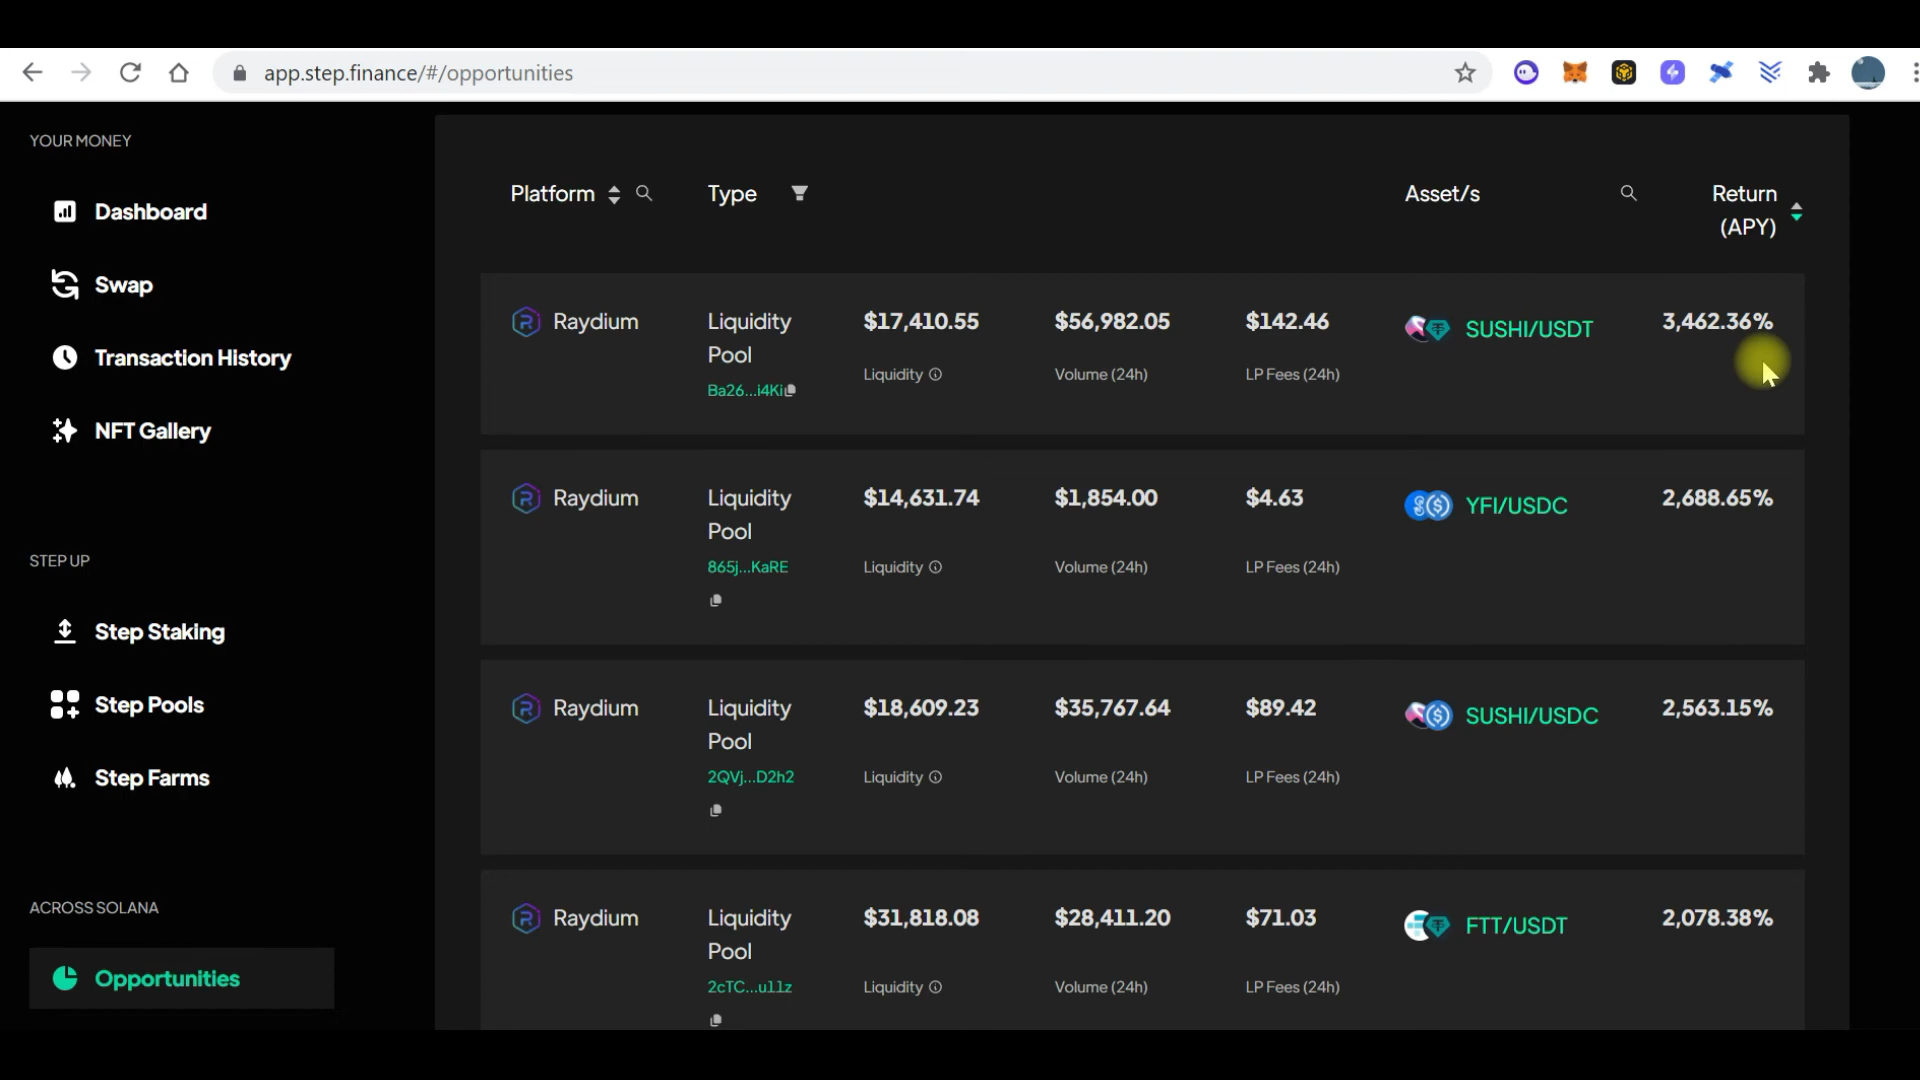 app.step.finance/#/opportunities
YOUR MONEY
Dashboard
Swap
Transaction History
NFT Gallery
STEP UP
Step Staking
Step Pools
Step Farms
ACROSS SOLANA
Opportunities
Platform Type Asset/s Return
(APY)
Raydium Liquidity $17,410.55 $56,982.05 $142.46 SUSHI/USDT 3,462.36%
Pool
Liquidity Volume (24h) LP Fees (24h)
Ba26...i4Ki
Raydium Liquidity $14,631.74 $1,854.00 $4.63 YFI/USDC 2,688.65%
Pool
865j...KaRE Liquidity Volume (24h) LP Fees (24h)
Raydium Liquidity $18,609.23 $35,767.64 $89.42 SUSHI/USDC 2,563.15%
Pool
2QVj...D2h2 Liquidity Volume (24h) LP Fees (24h)
Raydium Liquidity $31,818.08 $28,411.20 $71.03 FTT/USDT 2,078.38%
Pool
2cTC...u11z Liquidity Volume (24h) LP Fees (24h)